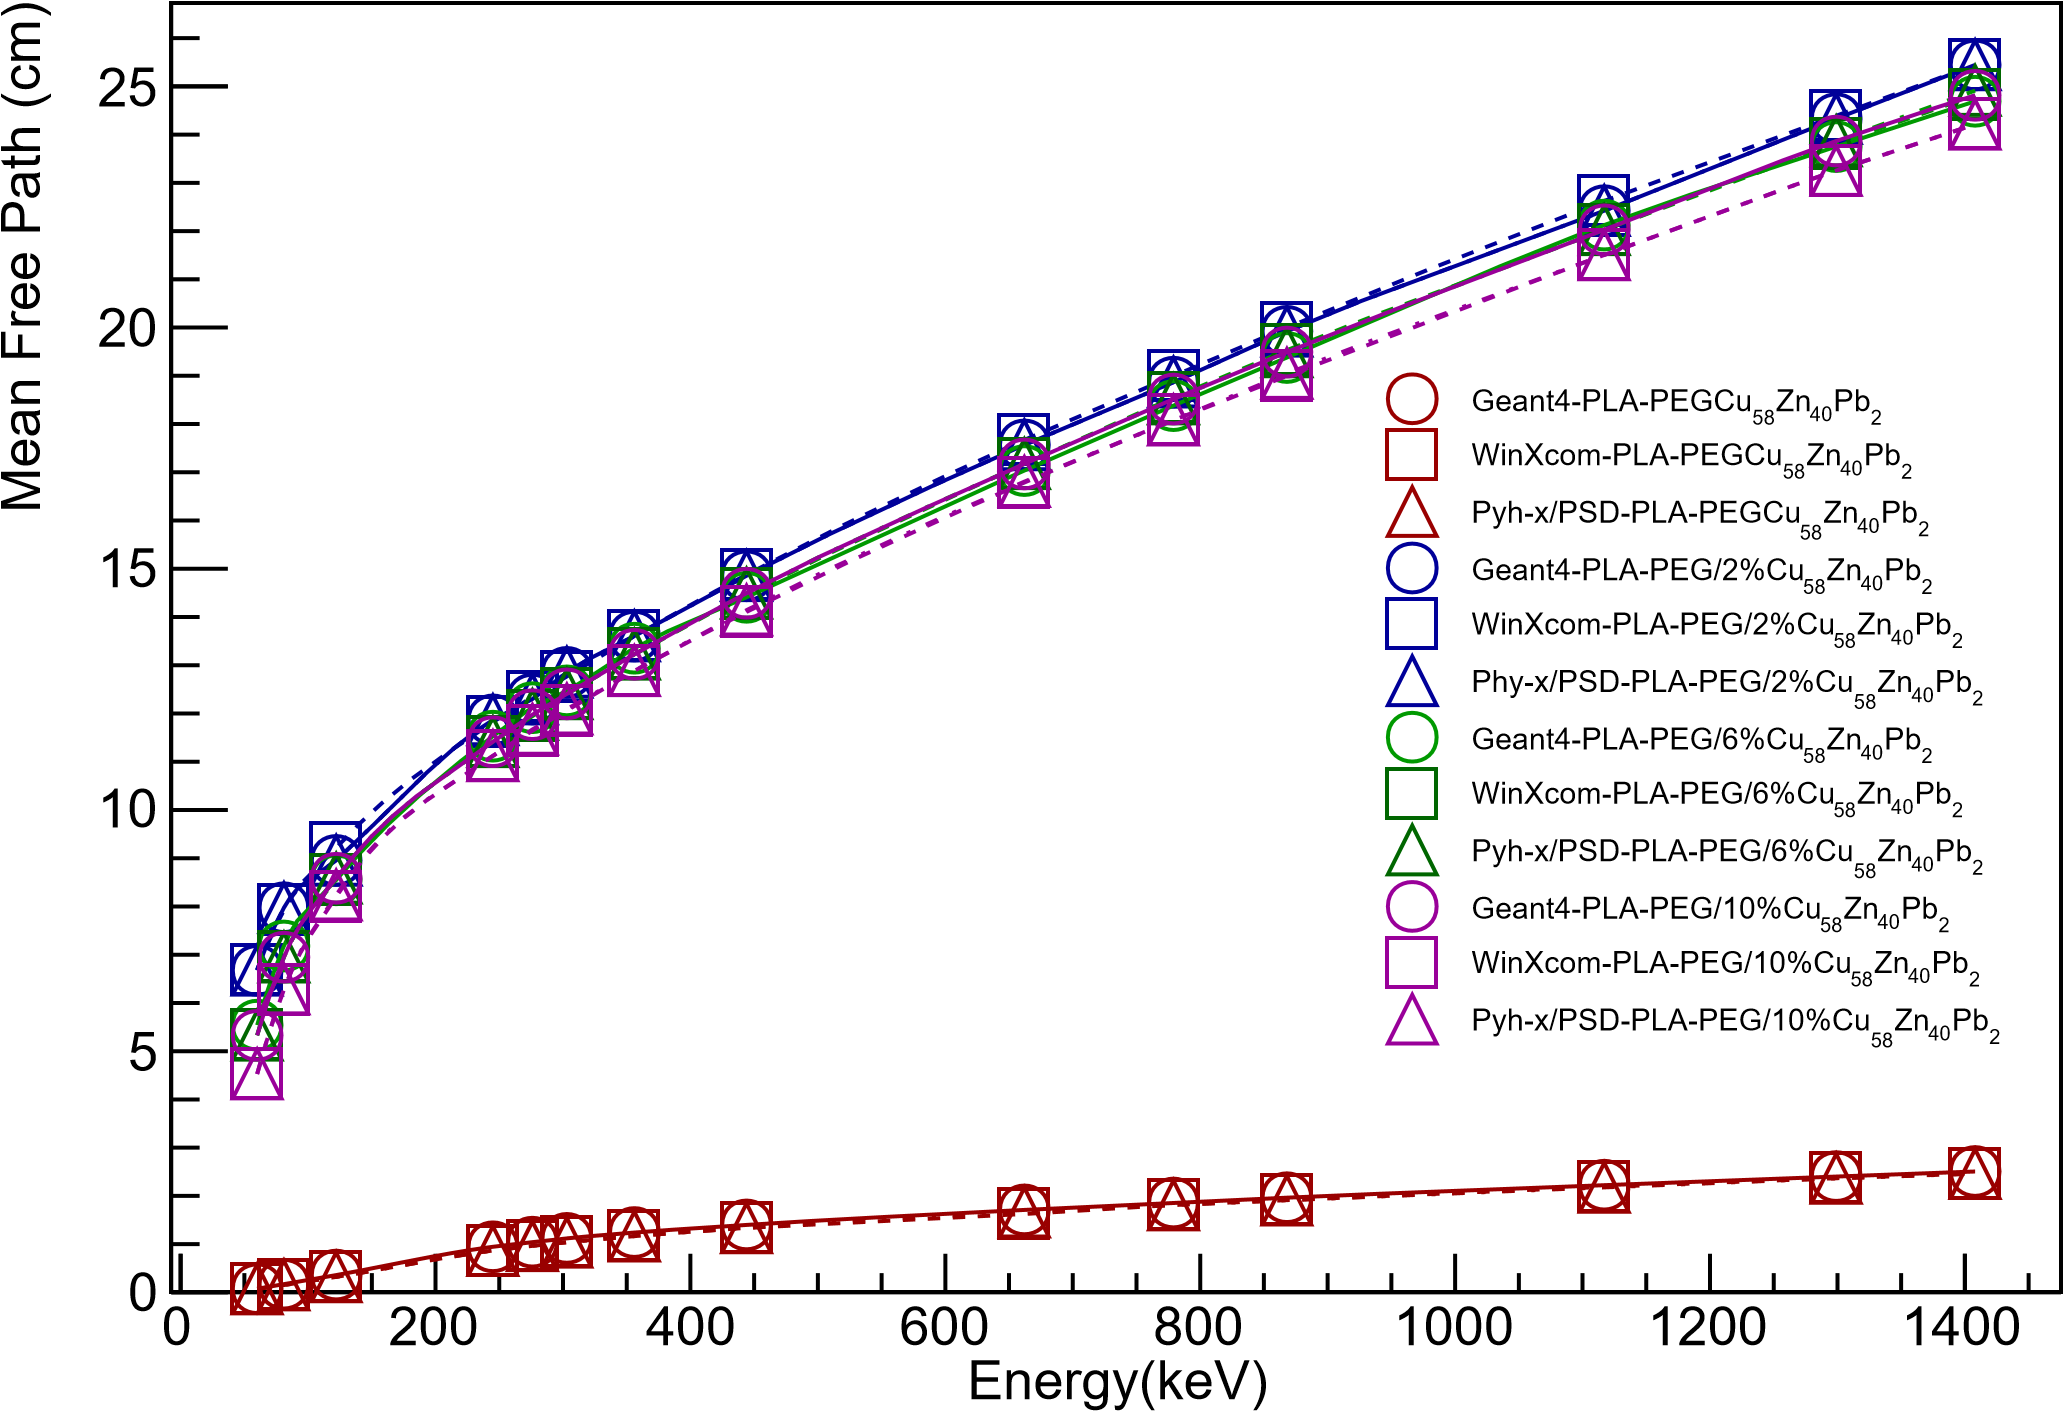 Mean Free Path (cm)
25
20
15
10
5
0
Geant4-PLA-PEGCu₅₈Zn₄₀Pb₂
WinXcom-PLA-PEGCu₅₈Zn₄₀Pb₂
Pyh-x/PSD-PLA-PEGCu₅₈Zn₄₀Pb₂
Geant4-PLA-PEG/2%Cu₅₈Zn₄₀Pb₂
WinXcom-PLA-PEG/2%Cu₅₈Zn₄₀Pb₂
Phy-x/PSD-PLA-PEG/2%Cu₅₈Zn₄₀Pb₂
Geant4-PLA-PEG/6%Cu₅₈Zn₄₀Pb₂
WinXcom-PLA-PEG/6%Cu₅₈Zn₄₀Pb₂
Pyh-x/PSD-PLA-PEG/6%Cu₅₈Zn₄₀Pb₂
Geant4-PLA-PEG/10%Cu₅₈Zn₄₀Pb₂
WinXcom-PLA-PEG/10%Cu₅₈Zn₄₀Pb₂
Pyh-x/PSD-PLA-PEG/10%Cu₅₈Zn₄₀Pb₂
0 200 400 600 800 1000 1200 1400
Energy(keV)